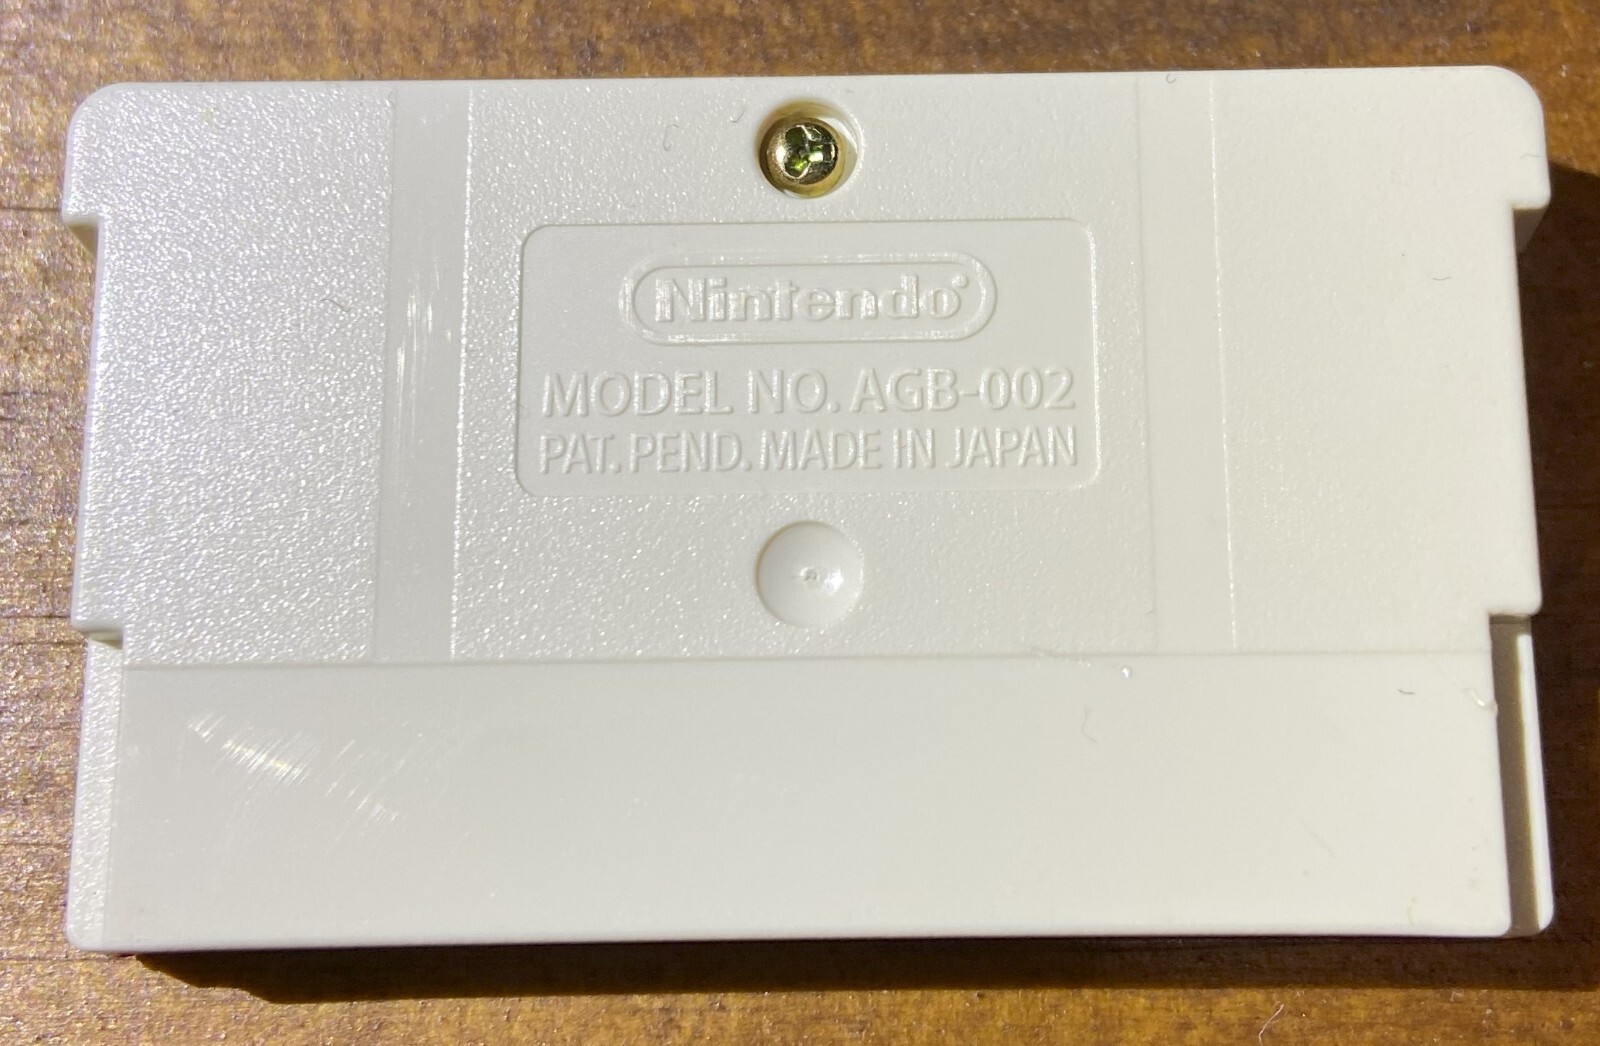 Nintendo®
MODEL NO. AGB-002
PAT. PEND. MADE IN JAPAN